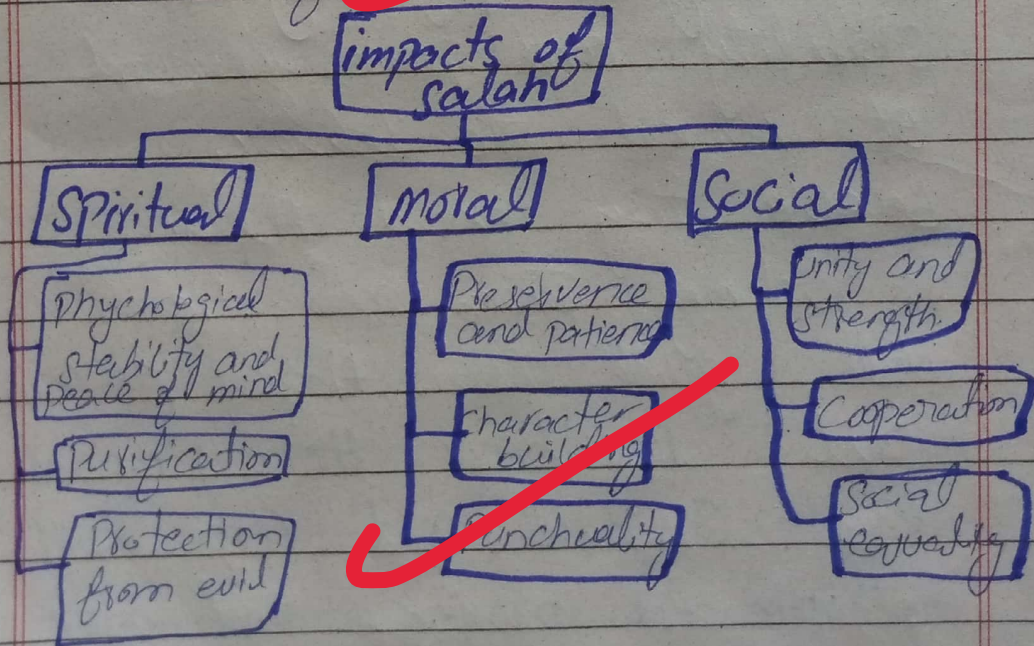 impacts of
salah
Spiritual
moral
Social
Phychological
stability and
peace of mind
Purification
Protection
from evil
Preservence
and patience
character
building
Punctuality
unity and
strength.
Cooperation
Social
equality